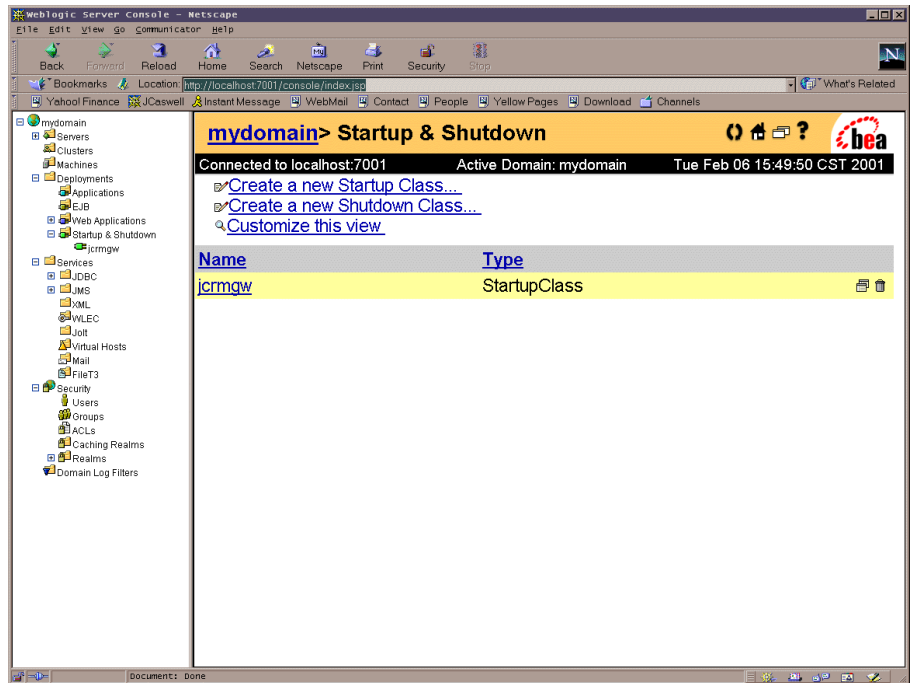 Weblogic Server Console - Netscape
File Edit View Go Communicator Help
Back Forward Reload Home Search Netscape Print Security Stop
My
N
Bookmarks Location: http://localhost:7001/console/index.jsp What's Related
Yahoo! Finance JCaswell Instant Message WebMail Contact People Yellow Pages Download Channels
mydomain
Servers
Clusters
Machines
Deployments
Applications
EJB
Web Applications
Startup & Shutdown
jcrmgw
Services
JDBC
JMS
XML
WLEC
Jolt
Virtual Hosts
Mail
FileT3
Security
Users
Groups
ACLs
Caching Realms
Realms
Domain Log Filters
mydomain> Startup & Shutdown ? bea
Connected to localhost:7001 Active Domain: mydomain Tue Feb 06 15:49:50 CST 2001
Create a new Startup Class...
Create a new Shutdown Class...
Customize this view
Name Type
jcrmgw StartupClass
Document: Done